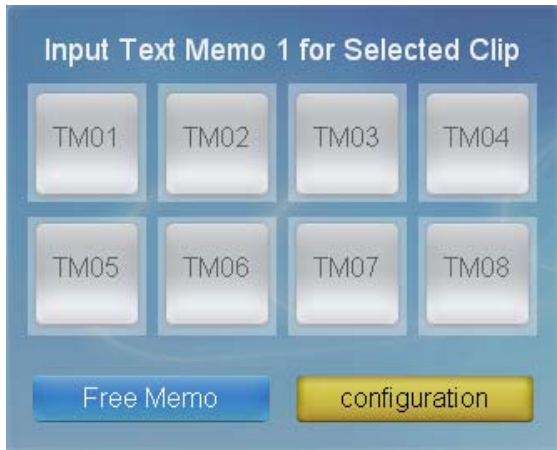 Input Text Memo 1 for Selected Clip
TM01 TM02 TM03 TM04
TM05 TM06 TM07 TM08
Free Memo configuration